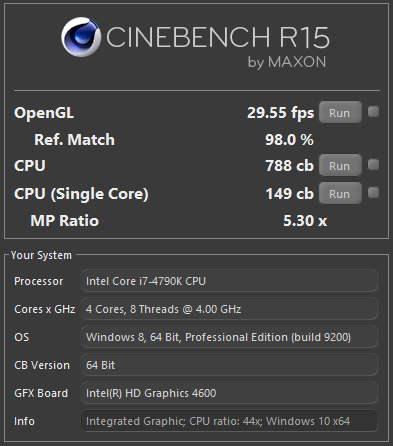 CINEBENCH R15
by MAXON
OpenGL 29.55 fps Run
Ref. Match 98.0 %
CPU 788 cb Run
CPU (Single Core) 149 cb Run
MP Ratio 5.30 x
Your System
Processor Intel Core i7-4790K CPU
Cores x GHz 4 Cores, 8 Threads @ 4.00 GHz
OS Windows 8, 64 Bit, Professional Edition (build 9200)
CB Version 64 Bit
GFX Board Intel(R) HD Graphics 4600
Info Integrated Graphic; CPU ratio: 44x; Windows 10 x64